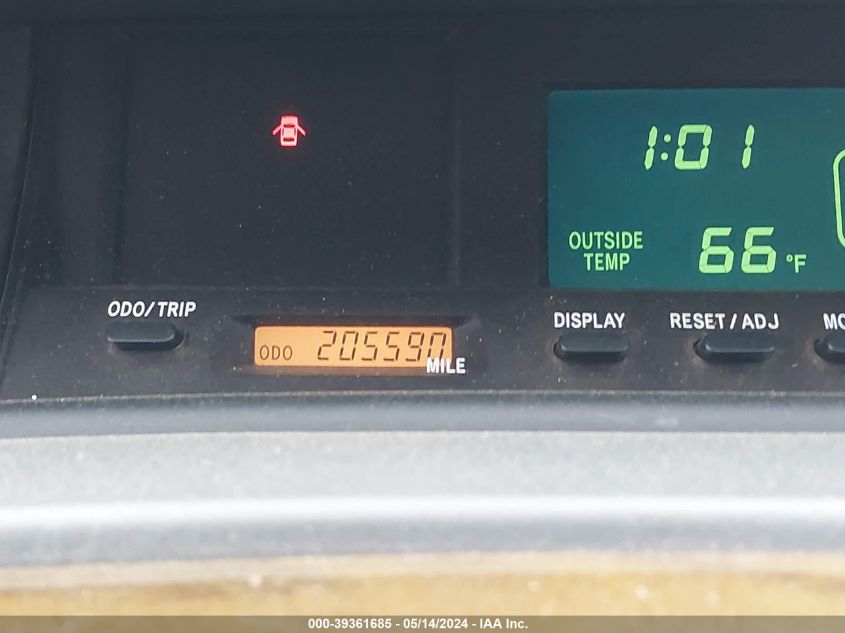 1:01
OUTSIDE TEMP 66 °F
ODO/TRIP
DISPLAY
RESET / ADJ
ODO 205590
MILE
000-39361685 - 05/14/2024 - IAA Inc.